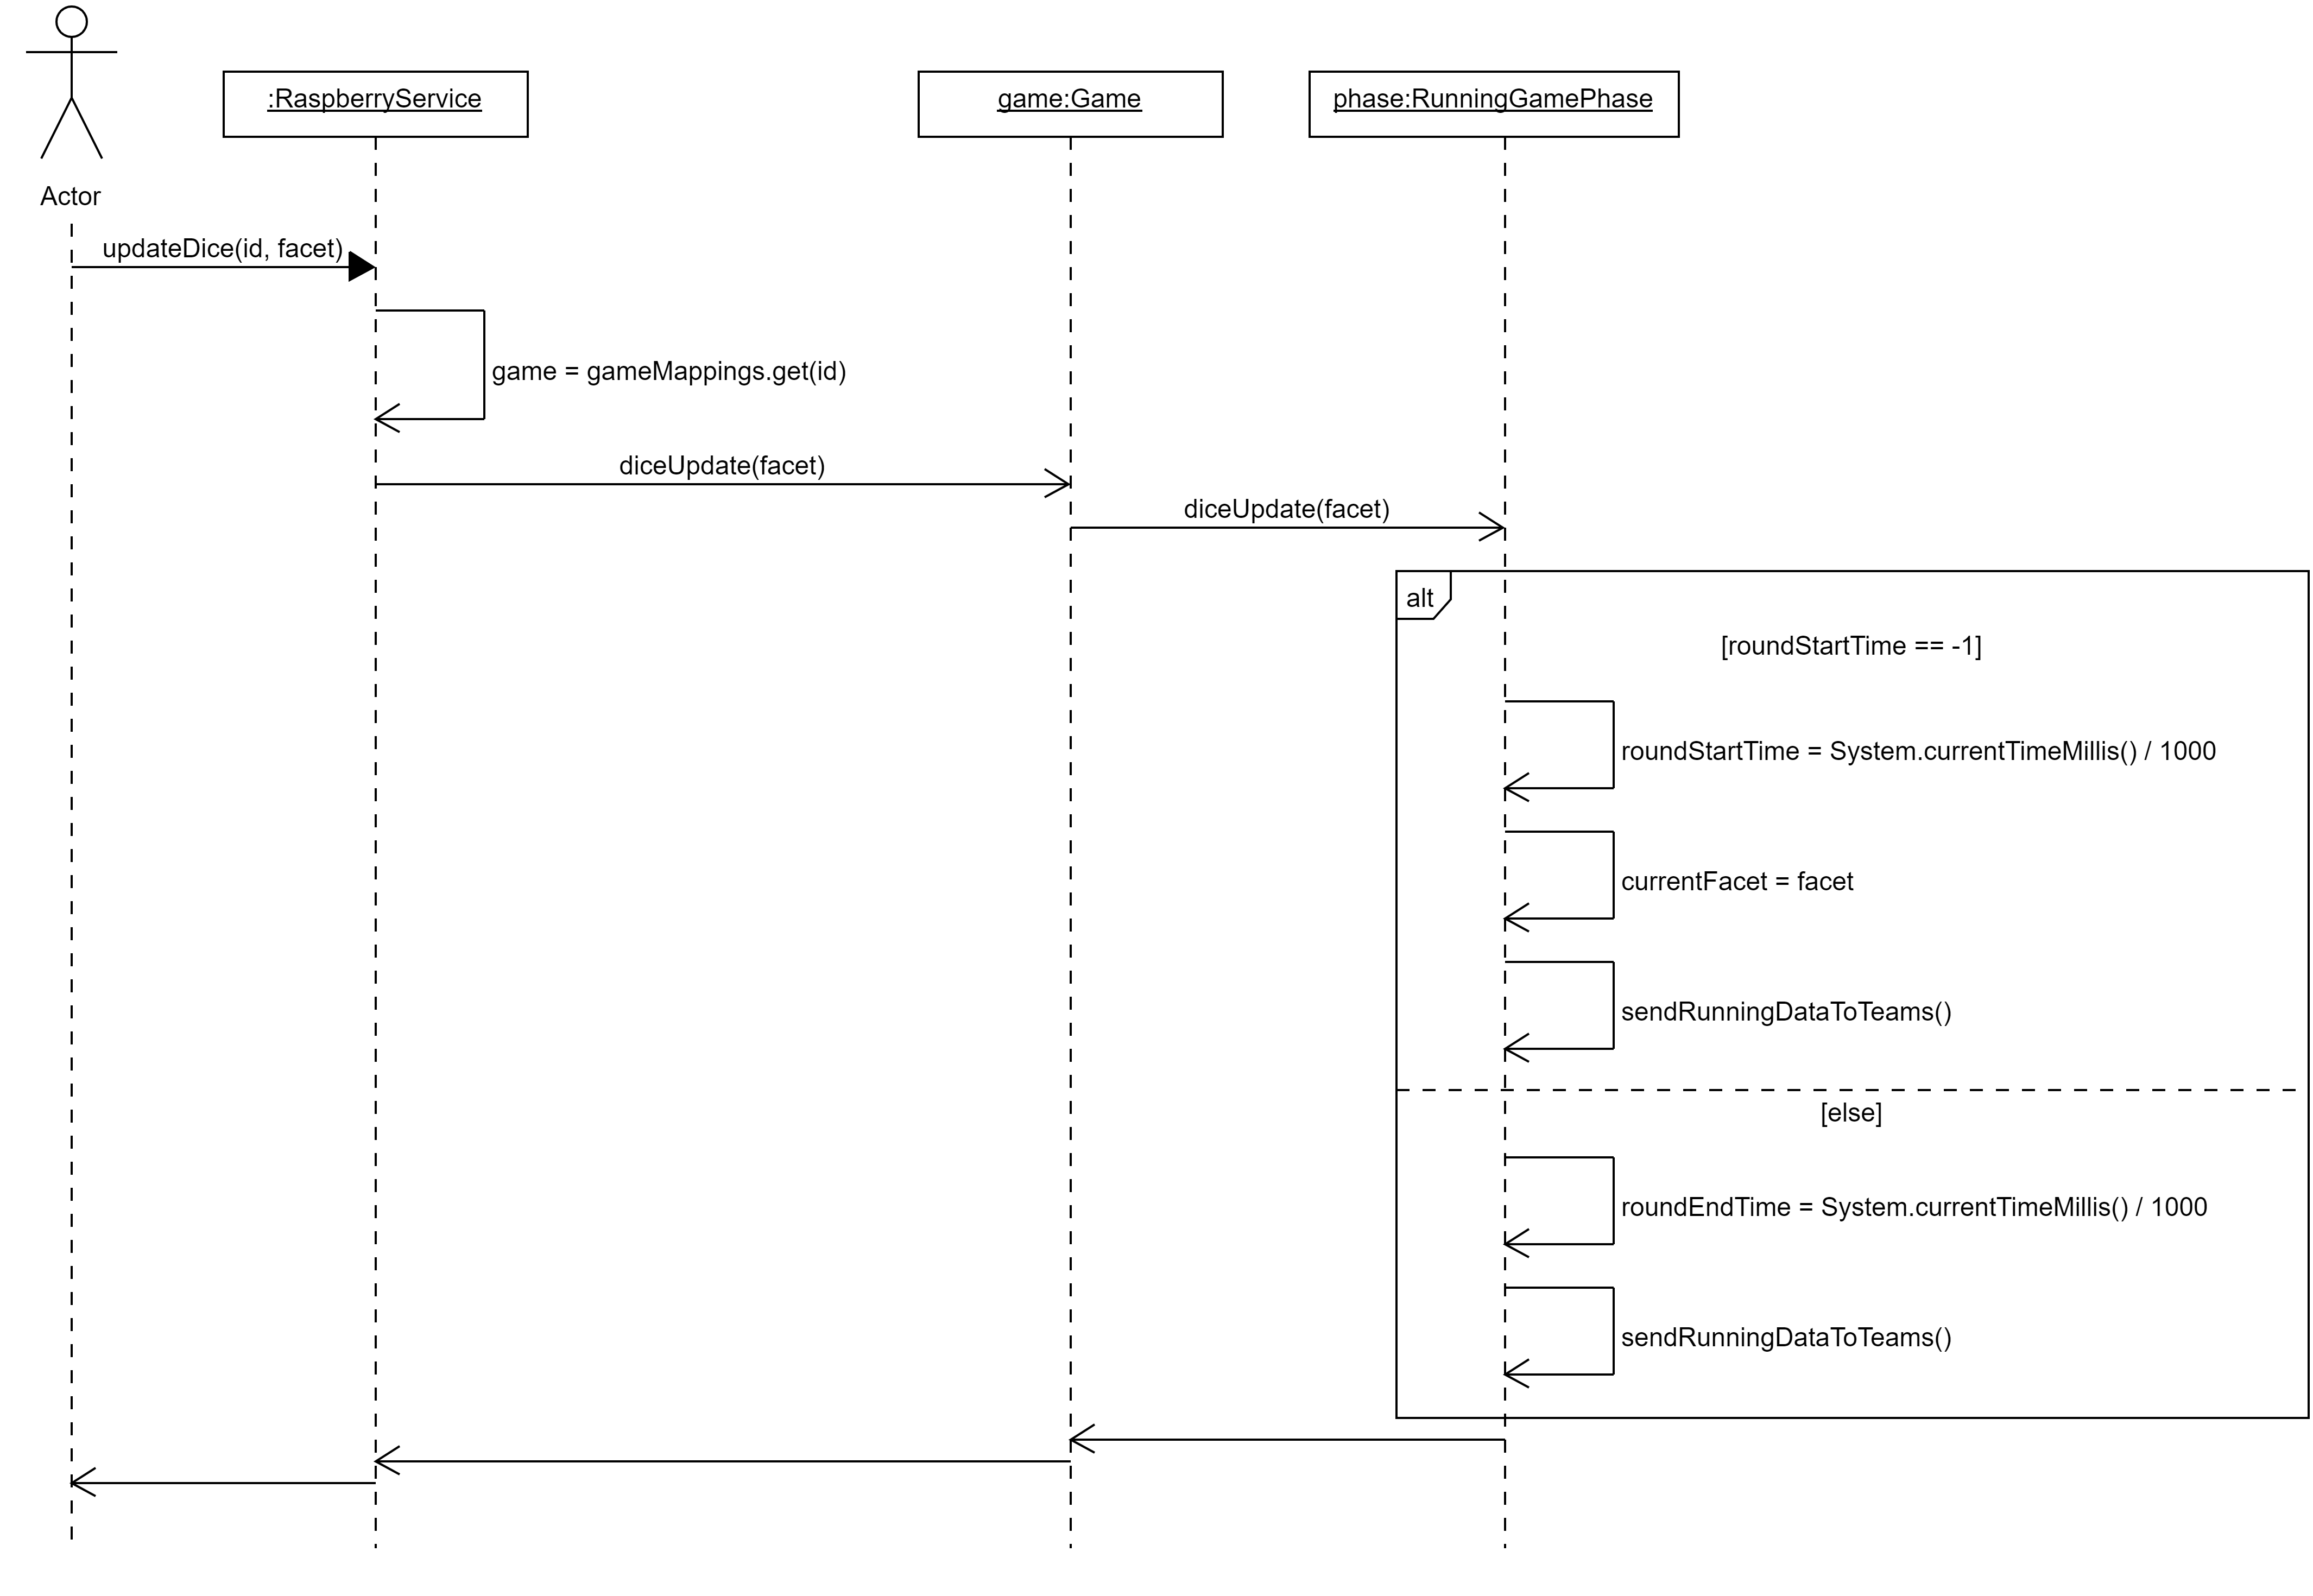 :RaspberryService
game:Game
phase:RunningGamePhase
Actor
updateDice(id, facet)
game = gameMappings.get(id)
diceUpdate(facet)
diceUpdate(facet)
alt
[roundStartTime == -1]
roundStartTime = System.currentTimeMillis() / 1000
currentFacet = facet
sendRunningDataToTeams()
[else]
roundEndTime = System.currentTimeMillis() / 1000
sendRunningDataToTeams()